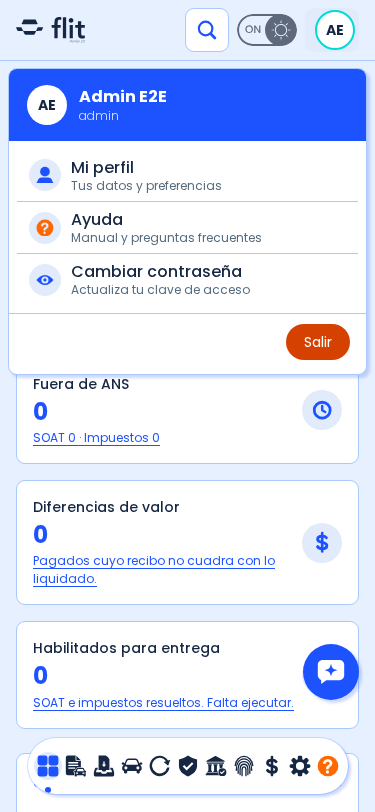 flit
ON
AE
AE
Admin E2E
admin
Mi perfil
Tus datos y preferencias
Ayuda
Manual y preguntas frecuentes
Cambiar contraseña
Actualiza tu clave de acceso
Salir
Fuera de ANS
0
SOAT 0 · Impuestos 0
Diferencias de valor
0
Pagados cuyo recibo no cuadra con lo
liquidado.
Habilitados para entrega
0
SOAT e impuestos resueltos. Falta ejecutar.